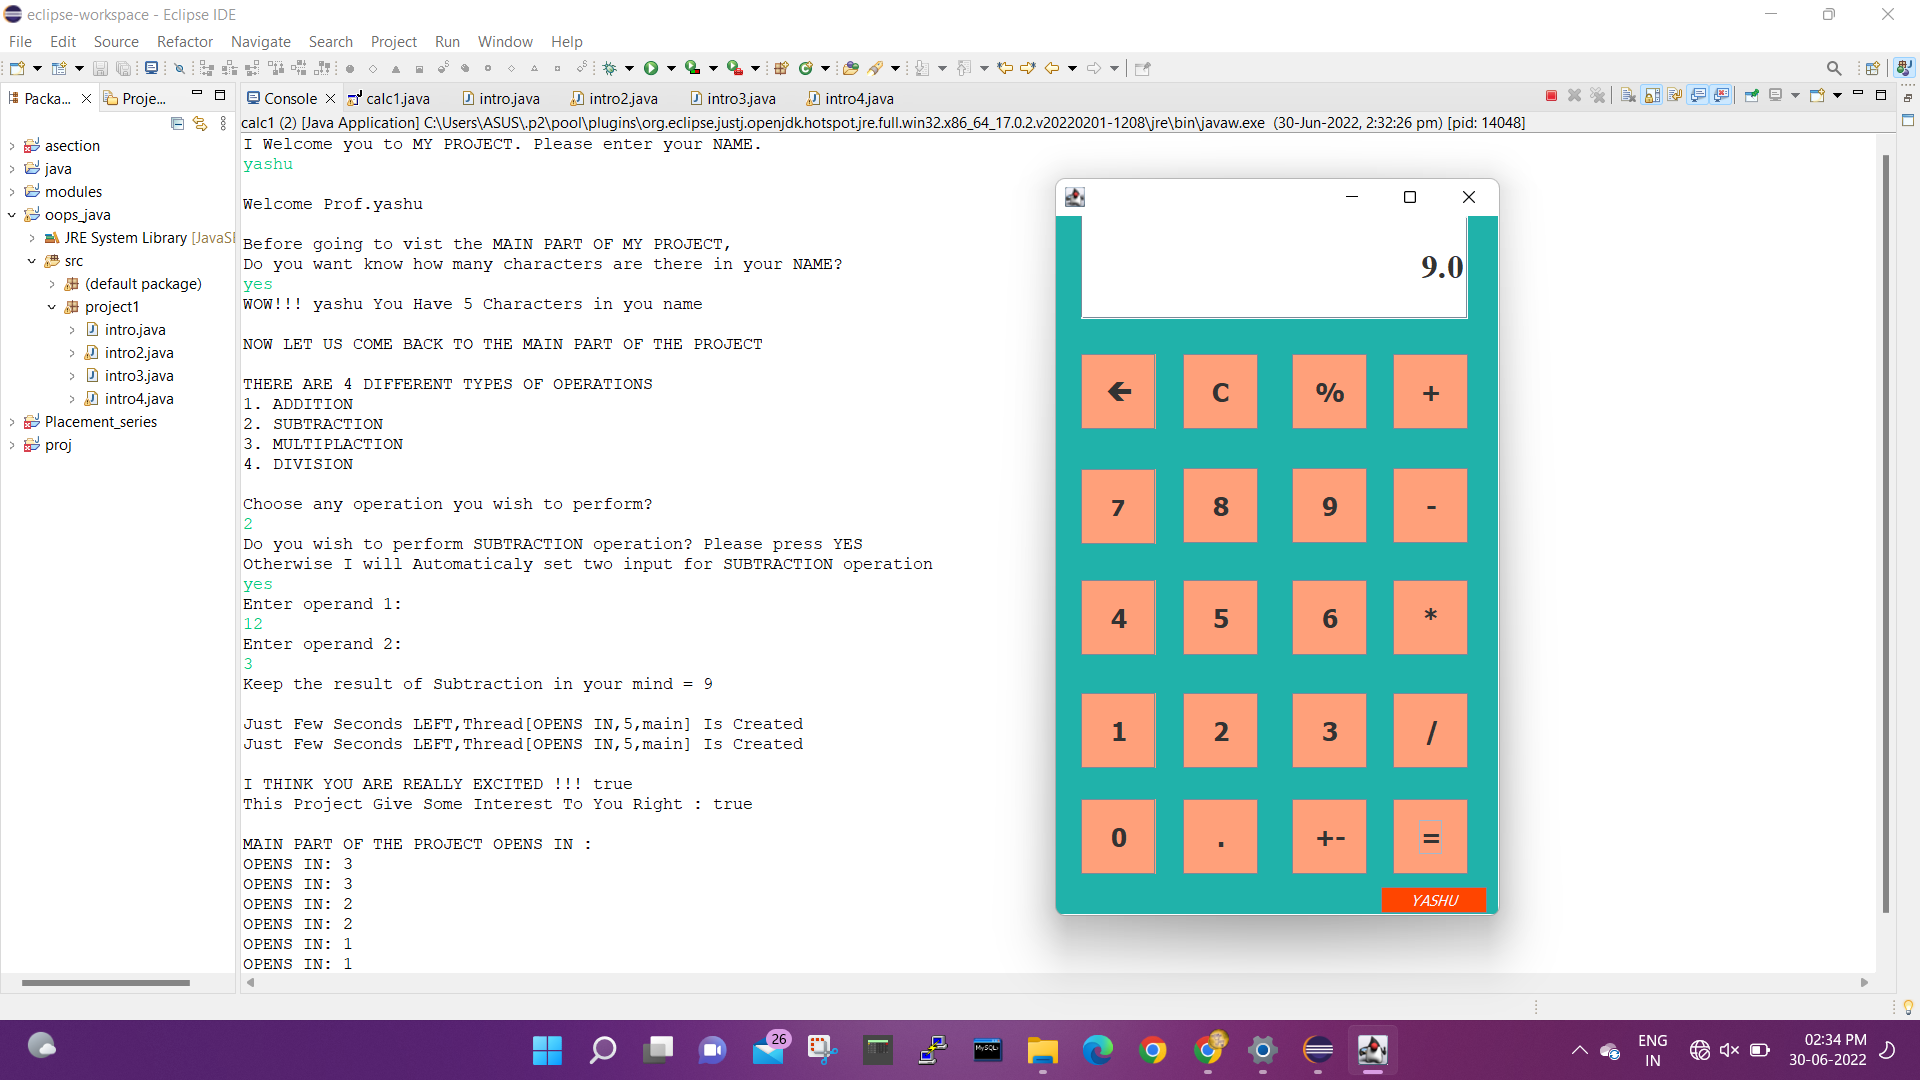 eclipse-workspace - Eclipse IDE
File Edit Source Refactor Navigate Search Project Run Window Help
Packa... Proje...
asection
java
modules
oops_java
JRE System Library [JavaSI
src
(default package)
project1
intro.java
intro2.java
intro3.java
intro4.java
Placement_series
proj
Console calc1.java intro.java intro2.java intro3.java intro4.java
calc1 (2) [Java Application] C:\Users\ASUS\.p2\pool\plugins\org.eclipse.justj.openjdk.hotspot.jre.full.win32.x86_64_17.0.2.v20220201-1208\jre\bin\javaw.exe (30-Jun-2022, 2:32:26 pm) [pid: 14048]
I Welcome you to MY PROJECT. Please enter your NAME.
yashu
Welcome Prof.yashu
Before going to vist the MAIN PART OF MY PROJECT,
Do you want know how many characters are there in your NAME?
yes
WOW!!! yashu You Have 5 Characters in you name
NOW LET US COME BACK TO THE MAIN PART OF THE PROJECT
THERE ARE 4 DIFFERENT TYPES OF OPERATIONS
1. ADDITION
2. SUBTRACTION
3. MULTIPLACTION
4. DIVISION
Choose any operation you wish to perform?
2
Do you wish to perform SUBTRACTION operation? Please press YES
Otherwise I will Automaticaly set two input for SUBTRACTION operation
yes
Enter operand 1:
12
Enter operand 2:
3
Keep the result of Subtraction in your mind = 9
Just Few Seconds LEFT,Thread[OPENS IN,5,main] Is Created
Just Few Seconds LEFT,Thread[OPENS IN,5,main] Is Created
I THINK YOU ARE REALLY EXCITED !!! true
This Project Give Some Interest To You Right : true
MAIN PART OF THE PROJECT OPENS IN :
OPENS IN: 3
OPENS IN: 3
OPENS IN: 2
OPENS IN: 2
OPENS IN: 1
OPENS IN: 1
9.0
← C % +
7 8 9 -
4 5 6 *
1 2 3 /
0 . +- =
YASHU
26
MySQL
ENG
IN
02:34 PM
30-06-2022